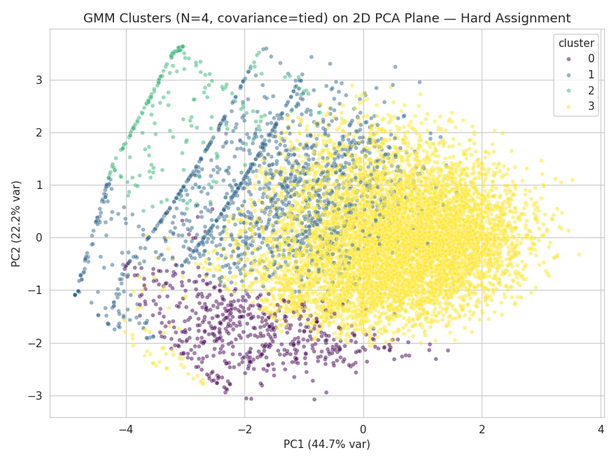 GMM Clusters (N=4, covariance=tied) on 2D PCA Plane — Hard Assignment
cluster
0
1
2
3
3
2
1
0
−1
−2
−3
PC2 (22.2% var)
−4 −2 0 2 4
PC1 (44.7% var)